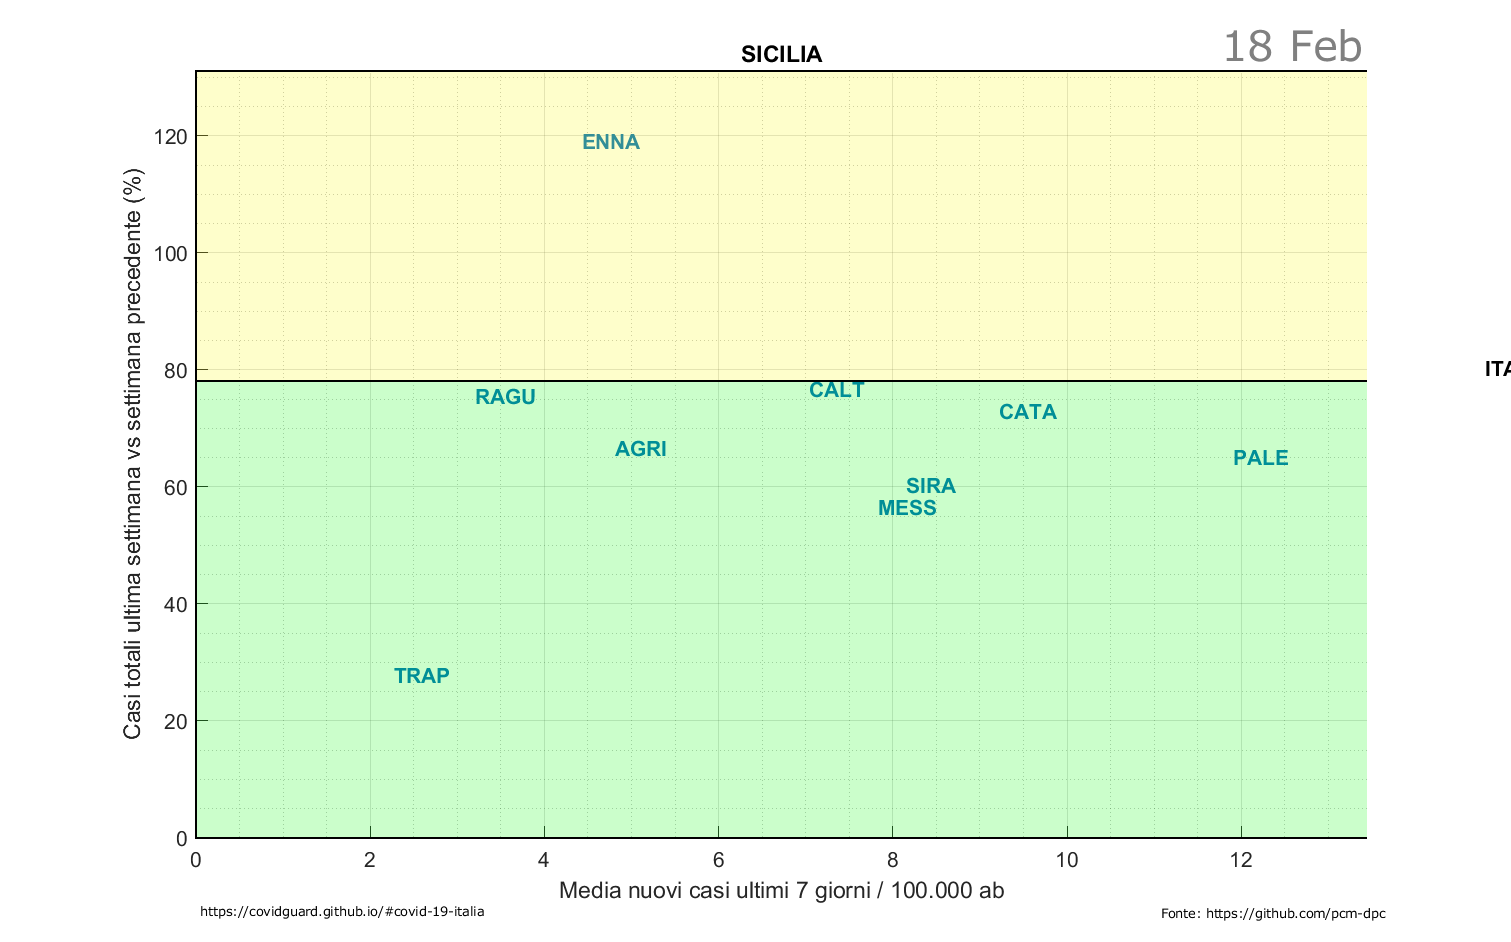 SICILIA
18 Feb
120
100
80
60
40
20
0
Casi totali ultima settimana vs settimana precedente (%)
ENNA
ITA
RAGU
CALT
CATA
AGRI
PALE
SIRA
MESS
TRAP
0 2 4 6 8 10 12
Media nuovi casi ultimi 7 giorni / 100.000 ab
https://covidguard.github.io/#covid-19-italia
Fonte: https://github.com/pcm-dpc